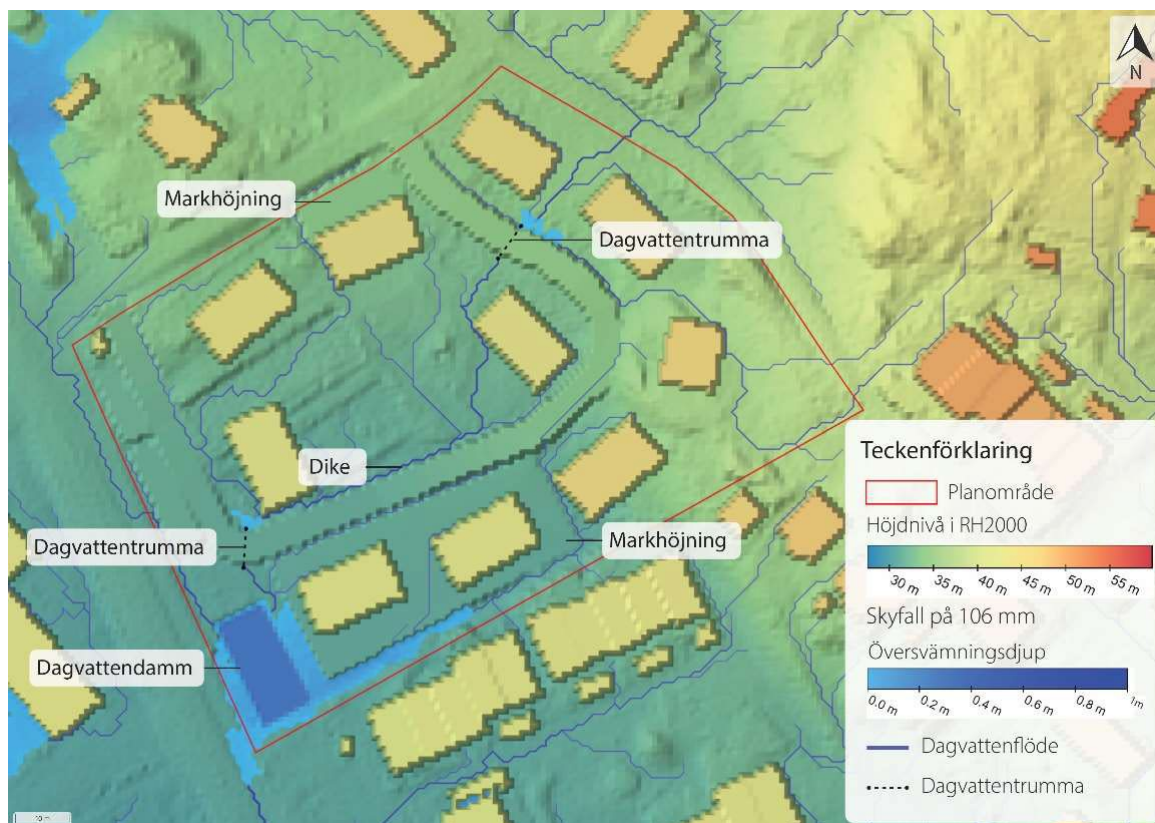 N
Markhöjning
Dagvattentrumma
Dike
Dagvattentrumma
Markhöjning
Dagvattendamm
Teckenförklaring
Planområde
Höjdnivå i RH2000
30 m 35 m 40 m 45 m 50 m 55 m
Skyfall på 106 mm
Översvämningsdjup
0.0 m 0.2 m 0.4 m 0.6 m 0.8 m 1m
Dagvattenflöde
Dagvattentrumma
10 m